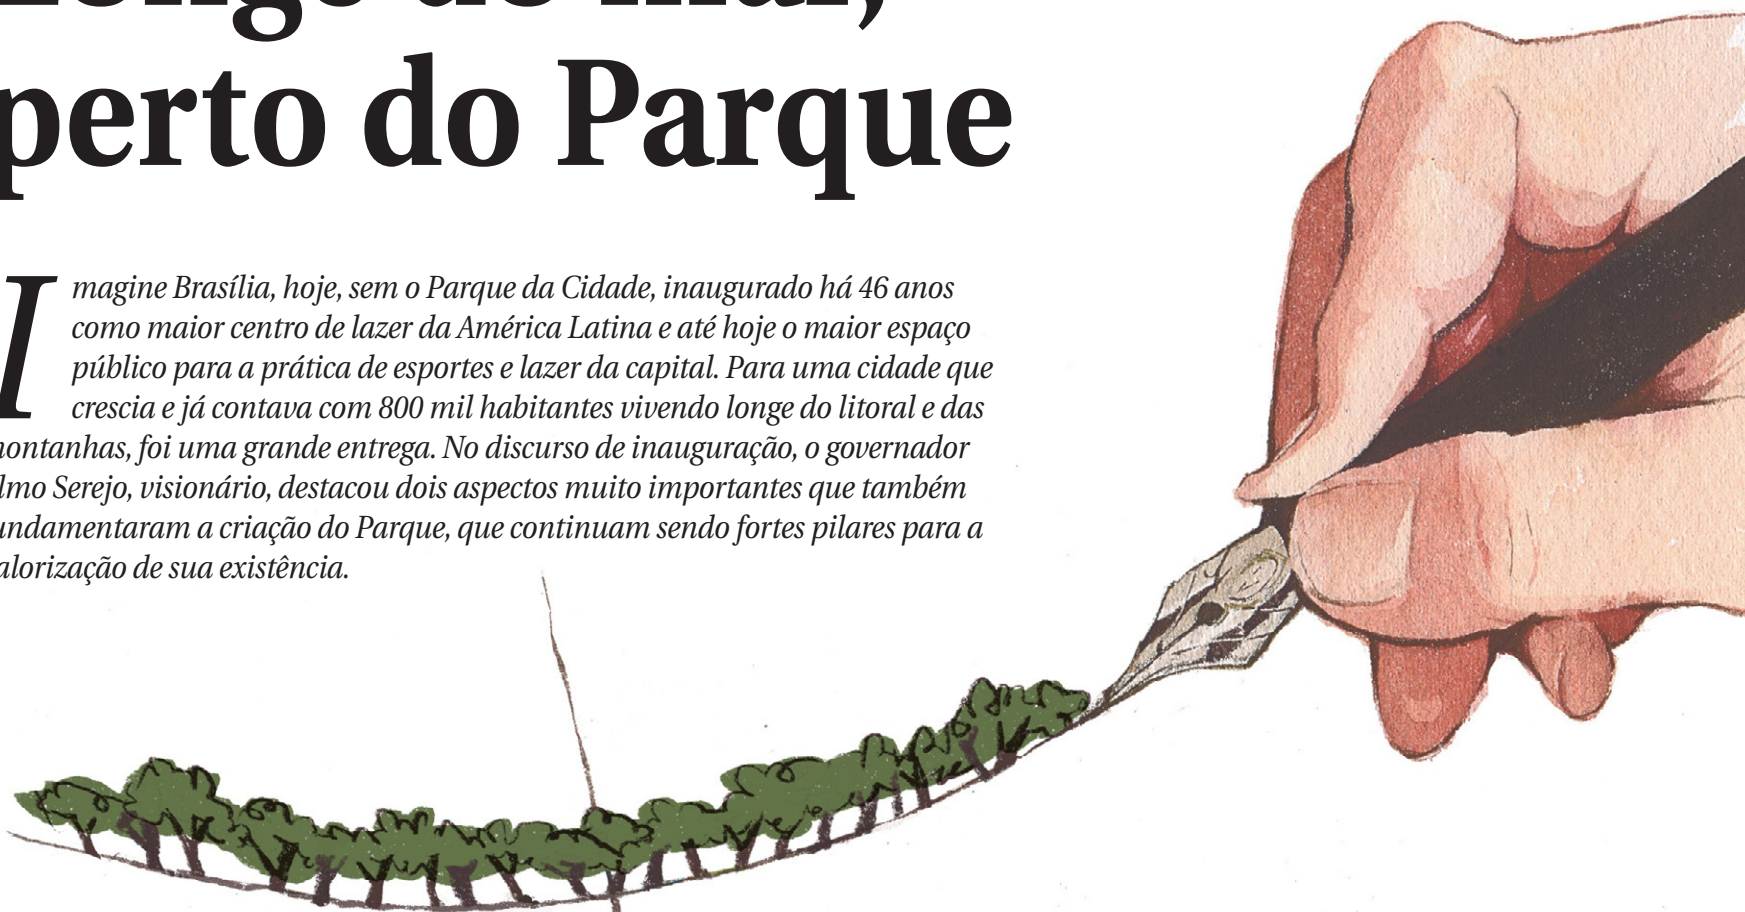 perto do Parque
Imagine Brasília, hoje, sem o Parque da Cidade, inaugurado há 46 anos
como maior centro de lazer da América Latina e até hoje o maior espaço
público para a prática de esportes e lazer da capital. Para uma cidade que
crescia e já contava com 800 mil habitantes vivendo longe do litoral e das
montanhas, foi uma grande entrega. No discurso de inauguração, o governador
lmo Serejo, visionário, destacou dois aspectos muito importantes que também
undamentaram a criação do Parque, que continuam sendo fortes pilares para a
alorização de sua existência.